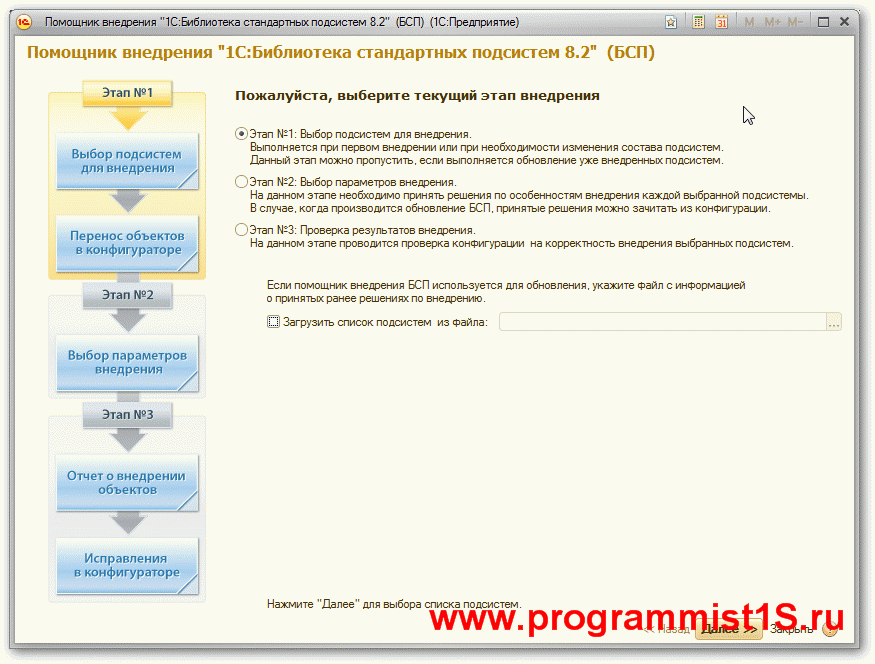 Помощник внедрения "1С:Библиотека стандартных подсистем 8.2" (БСП) (1С:Предприятие)
M M+ M-
31
Помощник внедрения "1С:Библиотека стандартных подсистем 8.2" (БСП)
Этап №1
Выбор подсистем
для внедрения
Перенос объектов
в конфигураторе
Этап №2
Выбор параметров
внедрения
Этап №3
Отчет о внедрении
объектов
Исправления
в конфигураторе
Пожалуйста, выберите текущий этап внедрения
Этап №1: Выбор подсистем для внедрения.
Выполняется при первом внедрении или при необходимости изменения состава подсистем.
Данный этап можно пропустить, если выполняется обновление уже внедренных подсистем.
Этап №2: Выбор параметров внедрения.
На данном этапе необходимо принять решения по особенностям внедрения каждой выбранной подсистемы.
В случае, когда производится обновление БСП, принятые решения можно зачитать из конфигурации.
Этап №3: Проверка результатов внедрения.
На данном этапе проводится проверка конфигурации на корректность внедрения выбранных подсистем.
Если помощник внедрения БСП используется для обновления, укажите файл с информацией
о принятых ранее решениях по внедрению.
Загрузить список подсистем из файла:
...
Нажмите "Далее" для выбора списка подсистем.
www.programmist1S.ru
<< Назад Далее >> Закрыть ?